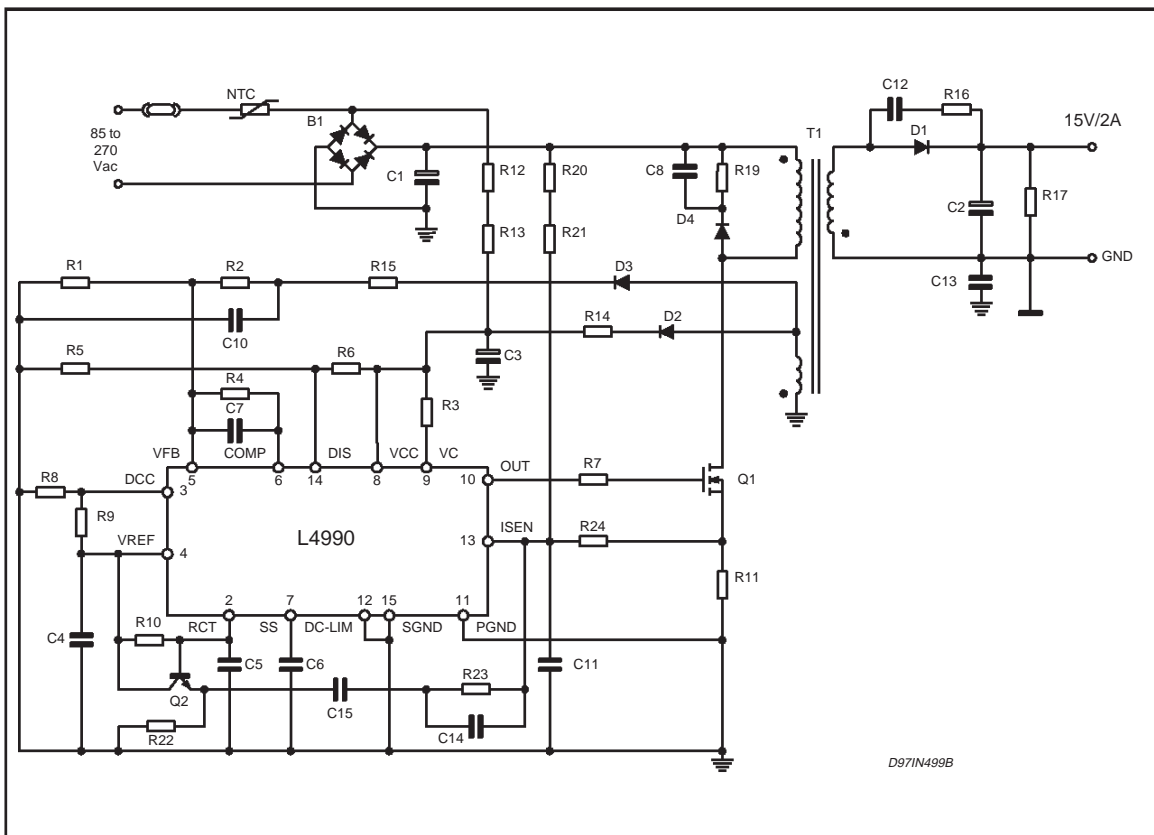 NTC
B1
85 to
270
Vac
C1
R12
R20
C8
R19
T1
C12
R16
D1
15V/2A
R13
R21
D4
C2
R17
GND
C13
R1
R2
R15
D3
C10
R14
D2
R5
R6
C3
R4
C7
R3
VFB
COMP
DIS
VCC
VC
5
6
14
8
9
10
OUT
R7
Q1
R8
DCC
3
R9
VREF
4
L4990
13
ISEN
R24
R11
2
7
12
15
11
R10
RCT
SS
DC-LIM
SGND
PGND
C4
C5
C6
C11
Q2
C15
R23
R22
C14
D97IN499B